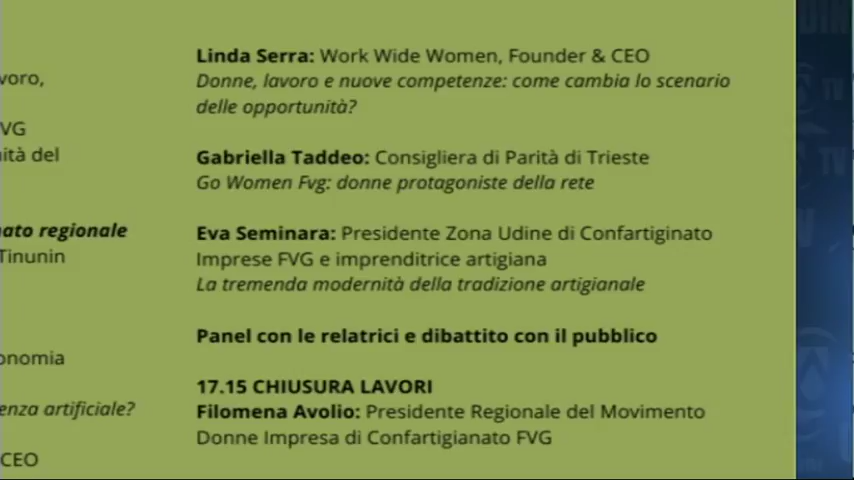 voro,
VG
ità del
nato regionale
Tinunin
onomia
enza artificiale?
CEO
Linda Serra: Work Wide Women, Founder & CEO
Donne, lavoro e nuove competenze: come cambia lo scenario
delle opportunità?
Gabriella Taddeo: Consigliera di Parità di Trieste
Go Women Fvg: donne protagoniste della rete
Eva Seminara: Presidente Zona Udine di Confartiginato
Imprese FVG e imprenditrice artigiana
La tremenda modernità della tradizione artigianale
Panel con le relatrici e dibattito con il pubblico
17.15 CHIUSURA LAVORI
Filomena Avolio: Presidente Regionale del Movimento
Donne Impresa di Confartigianato FVG